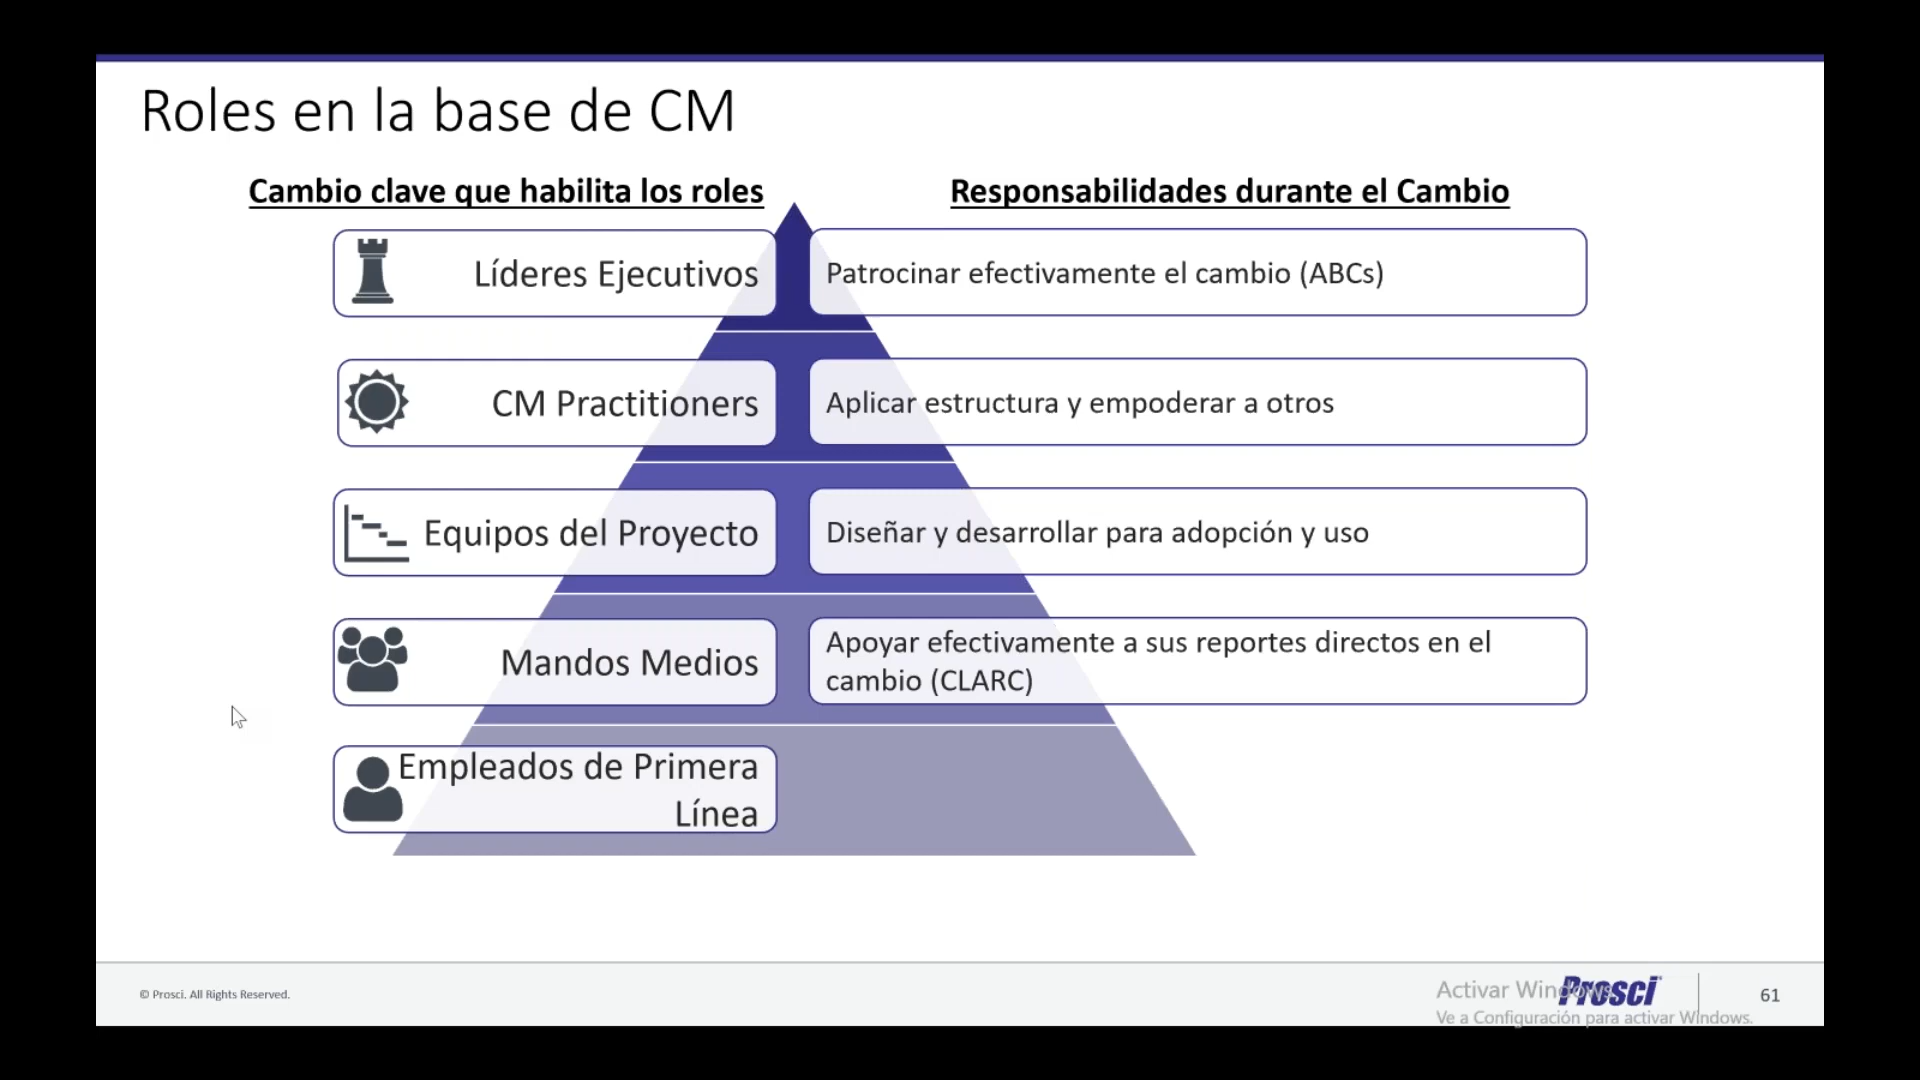 Roles en la base de CM
Cambio clave que habilita los roles
Responsabilidades durante el Cambio
Líderes Ejecutivos
Patrocinar efectivamente el cambio (ABCs)
CM Practitioners
Aplicar estructura y empoderar a otros
Equipos del Proyecto
Diseñar y desarrollar para adopción y uso
Mandos Medios
Apoyar efectivamente a sus reportes directos en el
cambio (CLARC)
Empleados de Primera
Línea
© Prosci. All Rights Reserved.
Activar Windows
Prosci
61
Ve a Configuración para activar Windows.